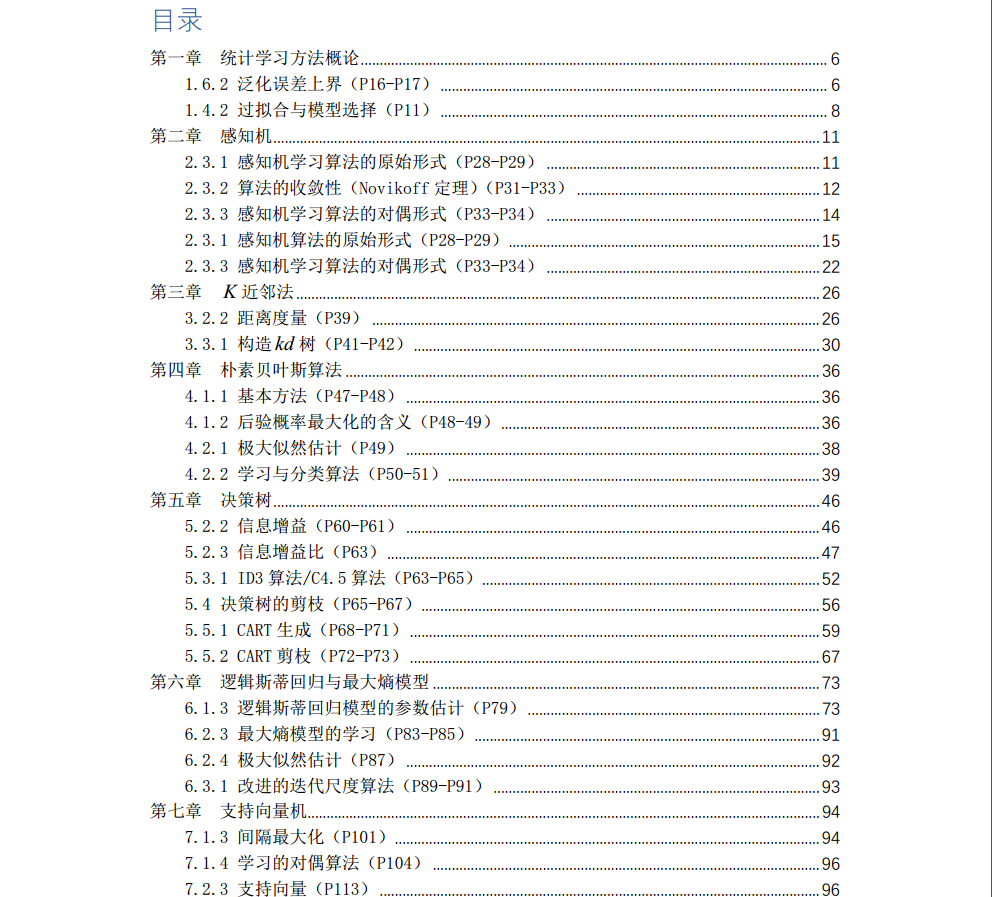 目录
第一章 统计学习方法概论 6
1.6.2 泛化误差上界（P16-P17） 6
1.4.2 过拟合与模型选择（P11） 8
第二章 感知机 11
2.3.1 感知机学习算法的原始形式（P28-P29） 11
2.3.2 算法的收敛性（Novikoff 定理）（P31-P33） 12
2.3.3 感知机学习算法的对偶形式（P33-P34） 14
2.3.1 感知机算法的原始形式（P28-P29） 15
2.3.3 感知机学习算法的对偶形式（P33-P34） 22
第三章 K 近邻法 26
3.2.2 距离度量（P39） 26
3.3.1 构造 kd 树（P41-P42） 30
第四章 朴素贝叶斯算法 36
4.1.1 基本方法（P47-P48） 36
4.1.2 后验概率最大化的含义（P48-49） 36
4.2.1 极大似然估计（P49） 38
4.2.2 学习与分类算法（P50-51） 39
第五章 决策树 46
5.2.2 信息增益（P60-P61） 46
5.2.3 信息增益比（P63） 47
5.3.1 ID3 算法/C4.5 算法（P63-P65） 52
5.4 决策树的剪枝（P65-P67） 56
5.5.1 CART 生成（P68-P71） 59
5.5.2 CART 剪枝（P72-P73） 67
第六章 逻辑斯蒂回归与最大熵模型 73
6.1.3 逻辑斯蒂回归模型的参数估计（P79） 73
6.2.3 最大熵模型的学习（P83-P85） 91
6.2.4 极大似然估计（P87） 92
6.3.1 改进的迭代尺度算法（P89-P91） 93
第七章 支持向量机 94
7.1.3 间隔最大化（P101） 94
7.1.4 学习的对偶算法（P104） 96
7.2.3 支持向量（P113） 96